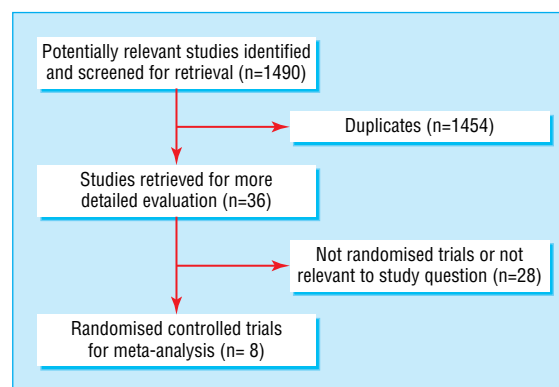 Potentially relevant studies identified
and screened for retrieval (n=1490)
Duplicates (n=1454)
Studies retrieved for more
detailed evaluation (n=36)
Not randomised trials or not
relevant to study question (n=28)
Randomised controlled trials
for meta-analysis (n= 8)